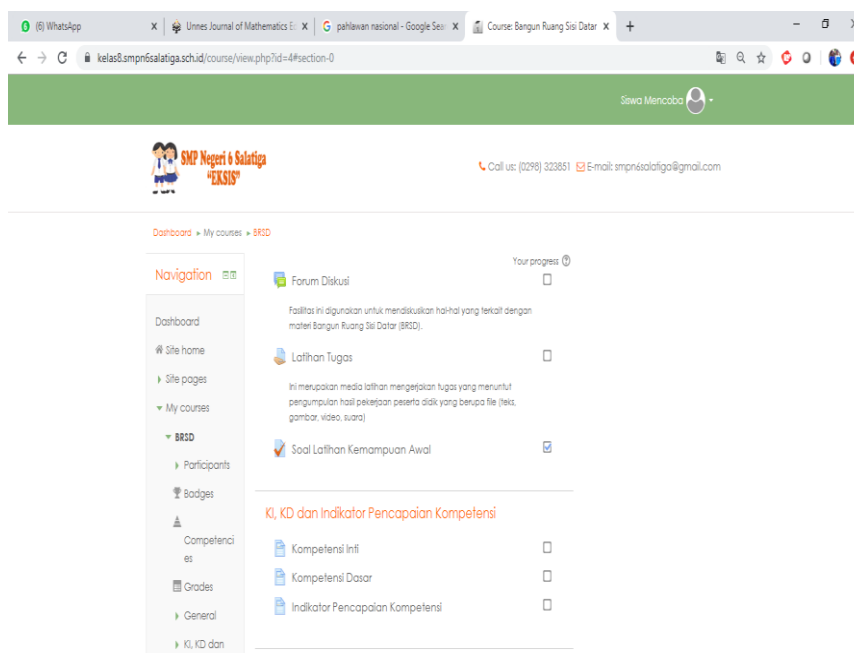 (6) WhatsApp
Unnes Journal of Mathematics E
pahlawan nasional - Google Sear
Course: Bangun Ruang Sisi Datar
kelas8.smpn6salatiga.sch.id/course/view.php?id=4#section-0
Siswa Mencoba
SMP Negeri 6 Salatiga
"EKSIS"
Call us: (0298) 323851 E-mail: smpn6salatiga@gmail.com
Dashboard ▸ My courses ▸ BRSD
Your progress
Navigation
Forum Diskusi
Fasilitas ini digunakan untuk mendiskusikan hal-hal yang terkait dengan
materi Bangun Ruang Sisi Datar (BRSD).
Dashboard
Site home
Site pages
My courses
BRSD
Participants
Badges
Competenci
es
Grades
General
KI, KD dan
Latihan Tugas
Ini merupakan media latihan mengerjakan tugas yang menuntut
pengumpulan hasil pekerjaan peserta didik yang berupa file (teks,
gambar, video, suara)
Soal Latihan Kemampuan Awal
KI, KD dan Indikator Pencapaian Kompetensi
Kompetensi Inti
Kompetensi Dasar
Indikator Pencapaian Kompetensi